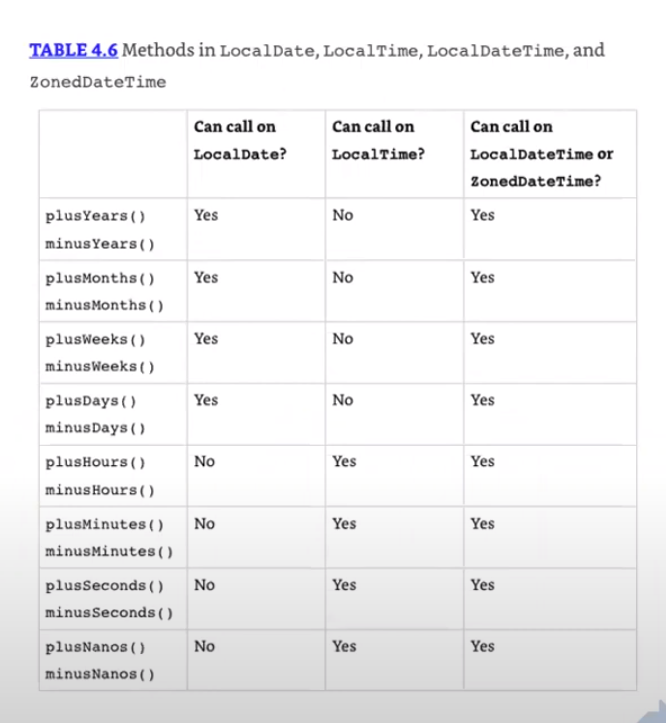 TABLE 4.6 Methods in LocalDate, LocalTime, LocalDateTime, and
ZonedDateTime
Can call on LocalDate? Can call on LocalTime? Can call on LocalDateTime or ZonedDateTime?
plusYears() minusYears() Yes No Yes
plusMonths() minusMonths() Yes No Yes
plusWeeks() minusWeeks() Yes No Yes
plusDays() minusDays() Yes No Yes
plusHours() minusHours() No Yes Yes
plusMinutes() minusMinutes() No Yes Yes
plusSeconds() minusSeconds() No Yes Yes
plusNanos() minusNanos() No Yes Yes